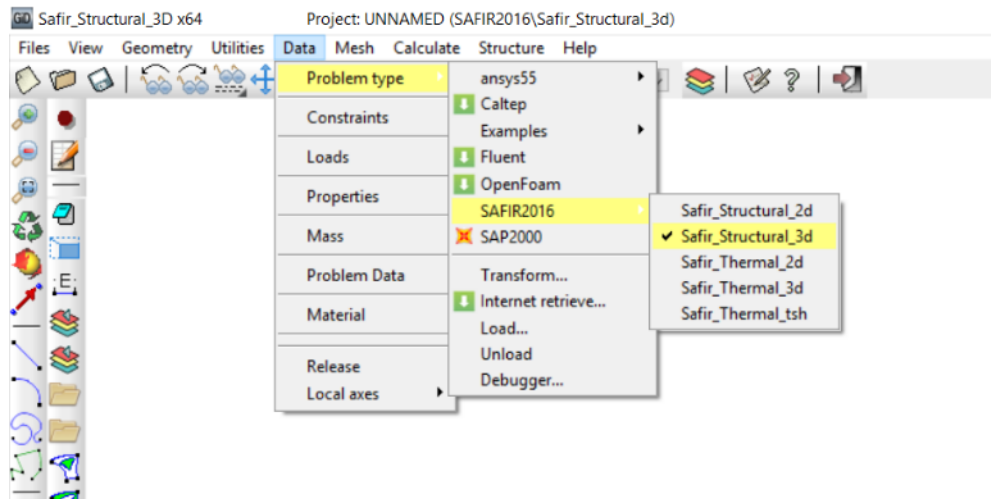 GiD Safir_Structural_3D x64 Project: UNNAMED (SAFIR2016\Safir_Structural_3d)
Files View Geometry Utilities Data Mesh Calculate Structure Help
Problem type
Constraints
Loads
Properties
Mass
Problem Data
Material
Release
Local axes
ansys55
Caltep
Examples
Fluent
OpenFoam
SAFIR2016
SAP2000
Transform...
Internet retrieve...
Load...
Unload
Debugger...
Safir_Structural_2d
Safir_Structural_3d
Safir_Thermal_2d
Safir_Thermal_3d
Safir_Thermal_tsh
E